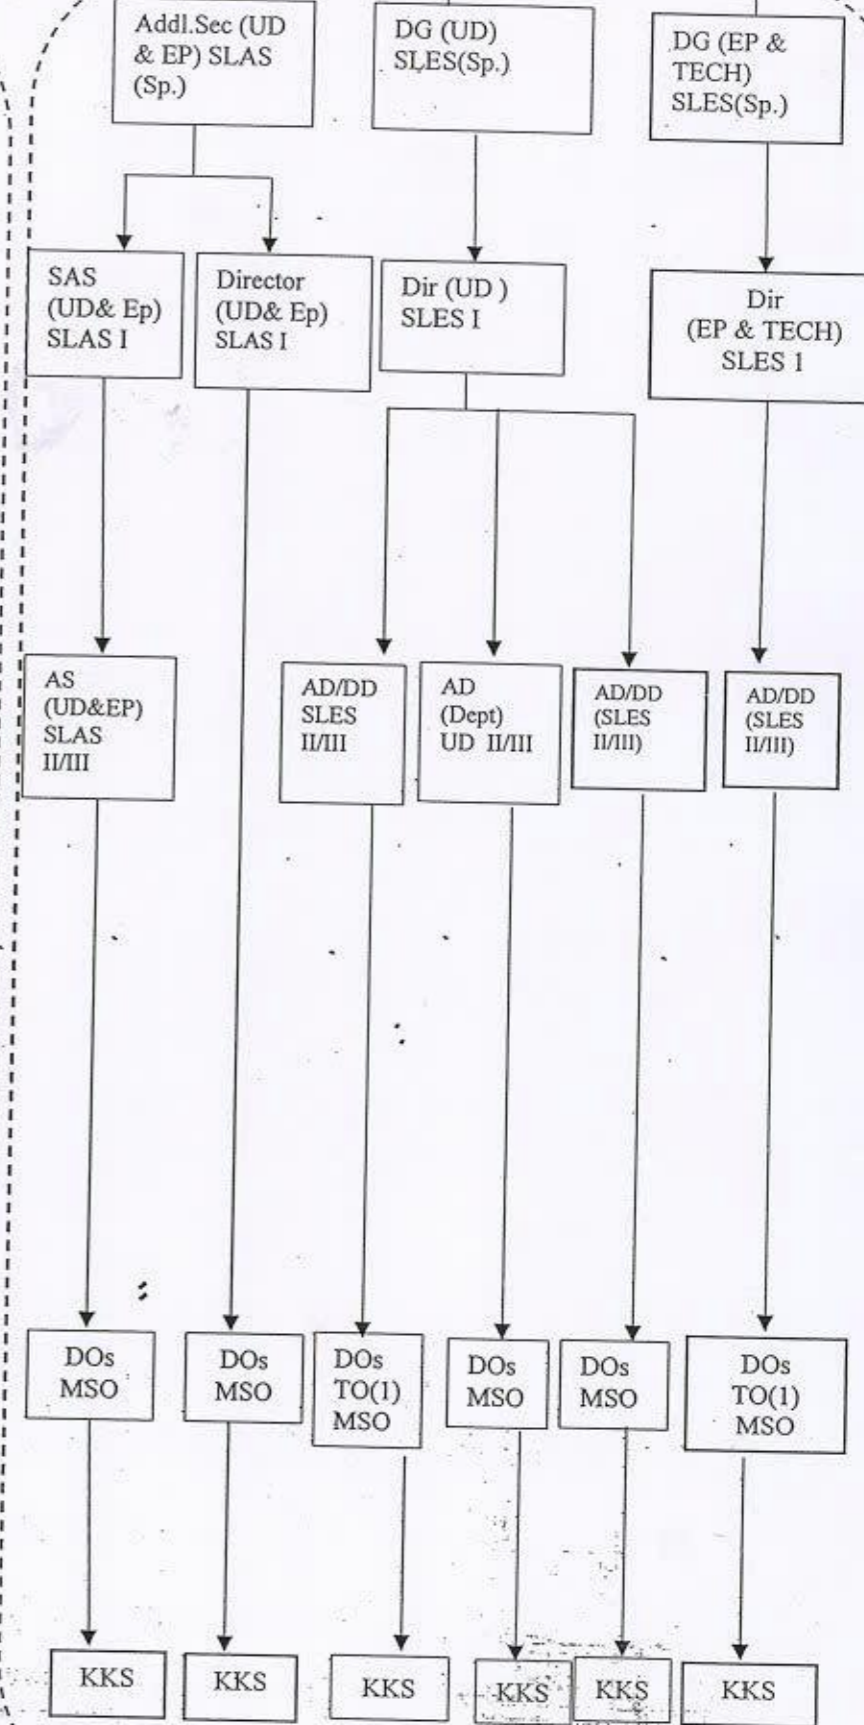 Addl.Sec (UD
& EP) SLAS
(Sp.)
DG (UD)
SLES(Sp.)
DG (EP &
TECH)
SLES(Sp.)
SAS
(UD& Ep)
SLAS I
Director
(UD& Ep)
SLAS I
Dir (UD )
SLES I
Dir
(EP & TECH)
SLES 1
AS
(UD&EP)
SLAS
II/III
AD/DD
SLES
II/III
AD
(Dept)
UD II/III
AD/DD
(SLES
II/III)
AD/DD
(SLES
II/III)
DOs
MSO
DOs
MSO
DOs
TO(1)
MSO
DOs
MSO
DOs
MSO
DOs
TO(1)
MSO
KKS
KKS
KKS
KKS
KKS
KKS